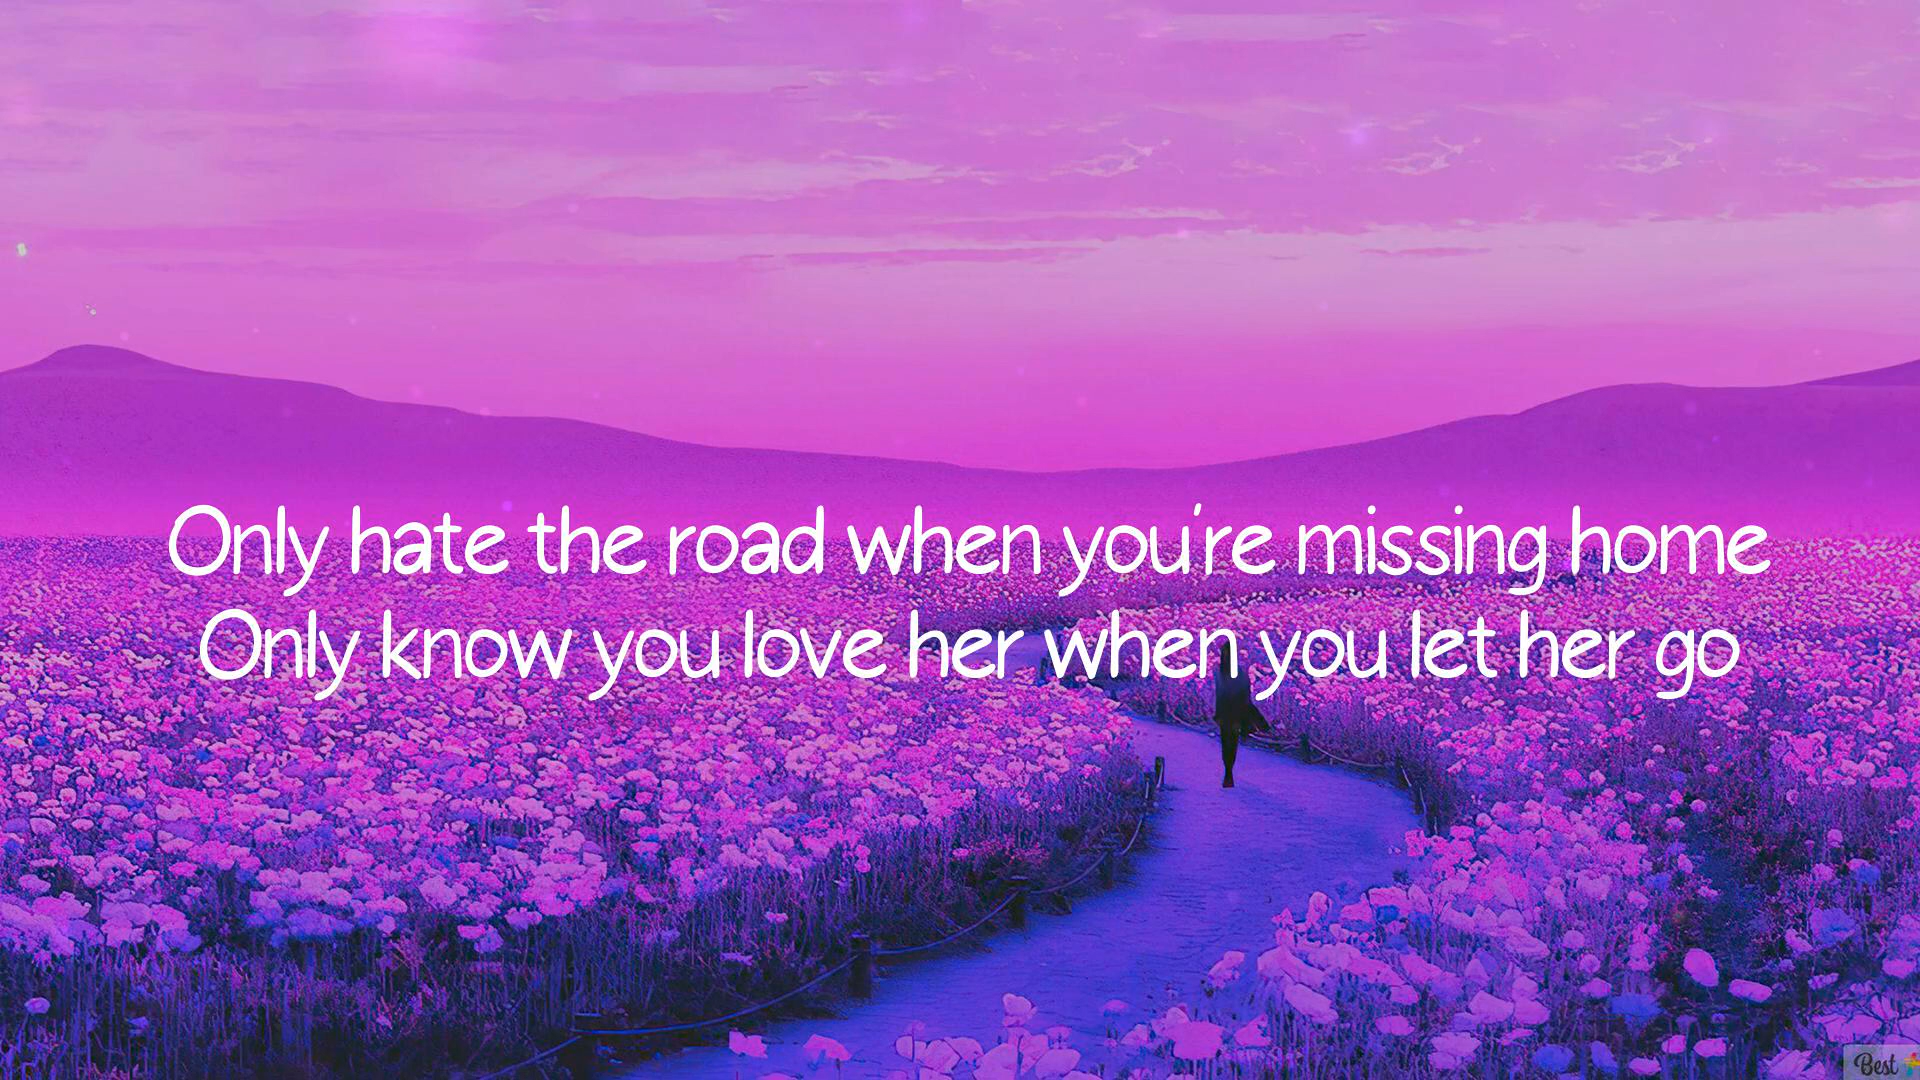 Only hate the road when you're missing home
Only know you love her when you let her go
Best